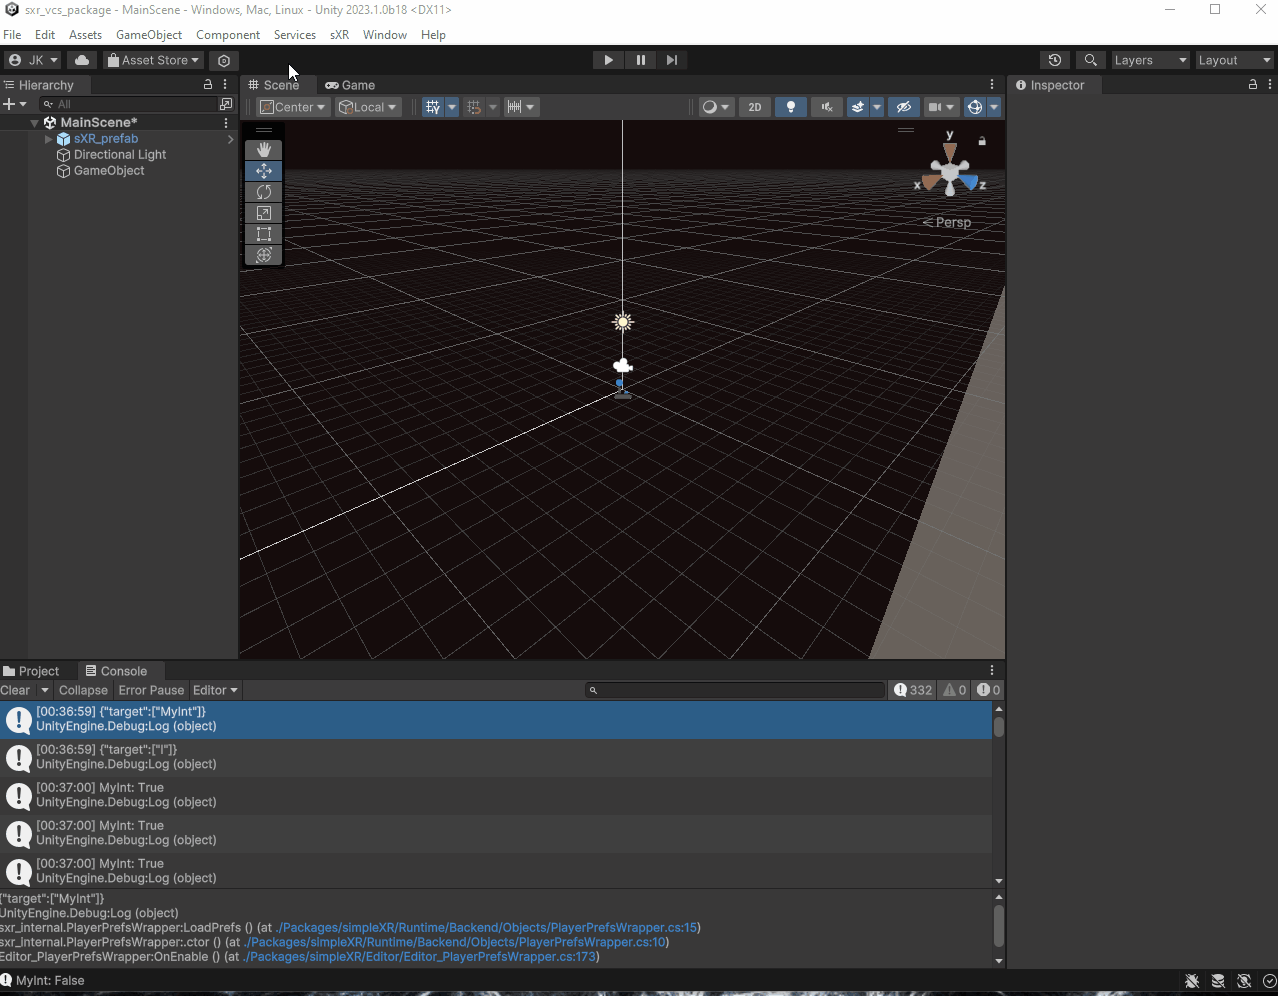 sxr_vcs_package - MainScene - Windows, Mac, Linux - Unity 2023.1.0b18 <DX11>
File Edit Assets GameObject Component Services sXR Window Help
JK Asset Store Layers Layout
Hierarchy Scene Game Inspector
All Center Local 2D
MainScene*
sXR_prefab
Directional Light
GameObject
y
x z
Persp
Project Console
Clear Collapse Error Pause Editor 332 0 0
[00:36:59] {"target":["MyInt"]}
UnityEngine.Debug:Log (object)
[00:36:59] {"target":["I"]}
UnityEngine.Debug:Log (object)
[00:37:00] MyInt: True
UnityEngine.Debug:Log (object)
[00:37:00] MyInt: True
UnityEngine.Debug:Log (object)
[00:37:00] MyInt: True
UnityEngine.Debug:Log (object)
{"target":["MyInt"]}
UnityEngine.Debug:Log (object)
sxr_internal.PlayerPrefsWrapper:LoadPrefs () (at ./Packages/simpleXR/Runtime/Backend/Objects/PlayerPrefsWrapper.cs:15)
sxr_internal.PlayerPrefsWrapper:.ctor () (at ./Packages/simpleXR/Runtime/Backend/Objects/PlayerPrefsWrapper.cs:10)
Editor_PlayerPrefsWrapper:OnEnable () (at ./Packages/simpleXR/Editor/Editor_PlayerPrefsWrapper.cs:173)
MyInt: False